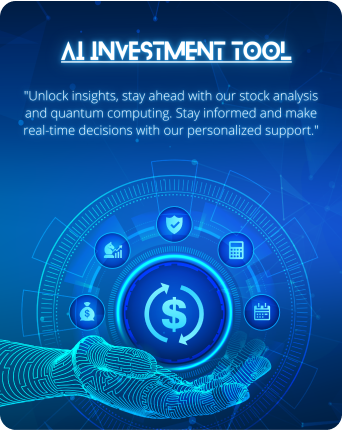 AI INVESTMENT TOOL
"Unlock insights, stay ahead with our stock analysis
and quantum computing. Stay informed and make
real-time decisions with our personalized support."
$
$